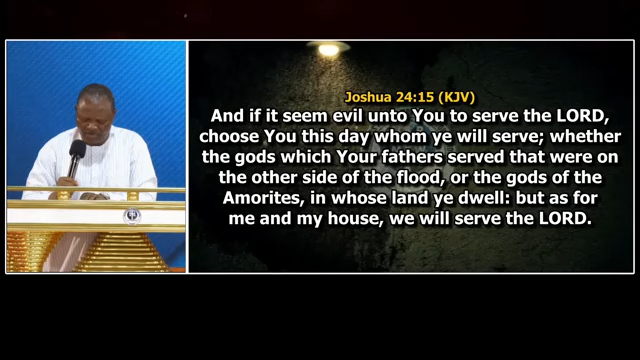 Joshua 24:15 (KJV)
And if it seem evil unto You to serve the LORD,
choose You this day whom ye will serve; whether
the gods which Your fathers served that were on
the other side of the flood, or the gods of the
Amorites, in whose land ye dwell: but as for
me and my house, we will serve the LORD.